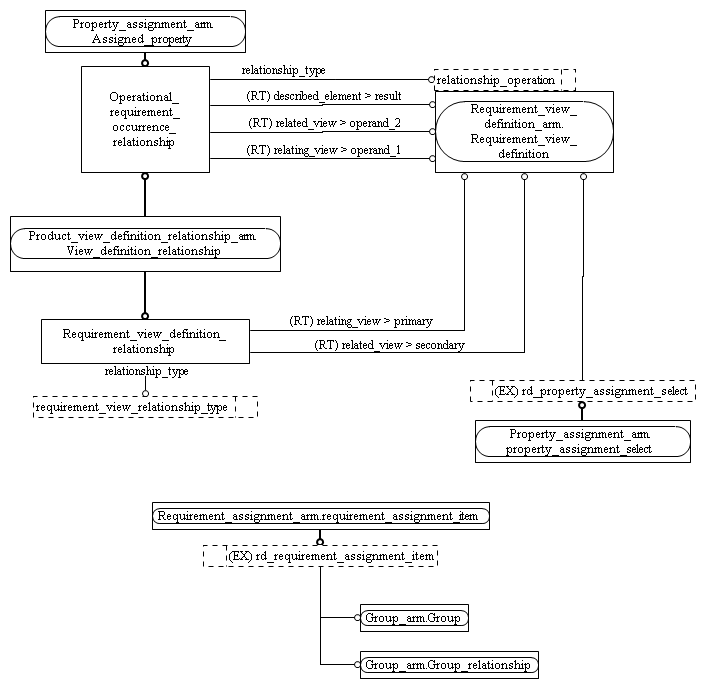 Property_assignment_arm.
Assigned_property
relationship_type
relationship_operation
Operational_
requirement_
occurrence_
relationship
(RT) described_element > result
(RT) related_view > operand_2
(RT) relating_view > operand_1
Requirement_view_
definition_arm.
Requirement_view_
definition
Product_view_definition_relationship_arm.
View_definition_relationship
Requirement_view_definition_
relationship
(RT) relating_view > primary
(RT) related_view > secondary
relationship_type
requirement_view_relationship_type
(EX) rd_property_assignment_select
Property_assignment_arm.
property_assignment_select
Requirement_assignment_arm.requirement_assignment_item
(EX) rd_requirement_assignment_item
Group_arm.Group
Group_arm.Group_relationship